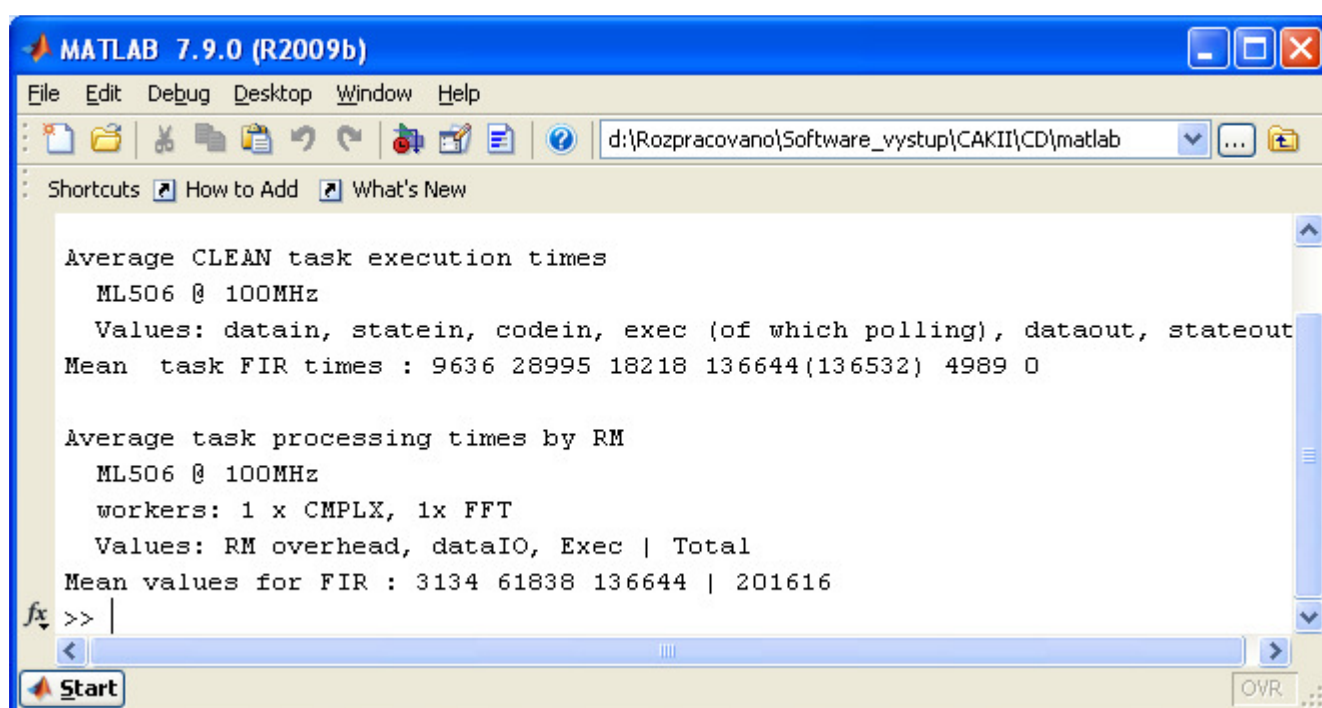 MATLAB 7.9.0 (R2009b)
File Edit Debug Desktop Window Help
d:\Rozpracovano\Software_vystup\CAKII\CD\matlab
Shortcuts How to Add What's New
Average CLEAN task execution times
ML506 @ 100MHz
Values: datain, statein, codein, exec (of which polling), dataout, stateout
Mean  task FIR times : 9636 28995 18218 136644(136532) 4989 0
Average task processing times by RM
ML506 @ 100MHz
workers: 1 x CMPLX, 1x FFT
Values: RM overhead, dataIO, Exec | Total
Mean values for FIR : 3134 61838 136644 | 201616
fx >>
Start
OVR